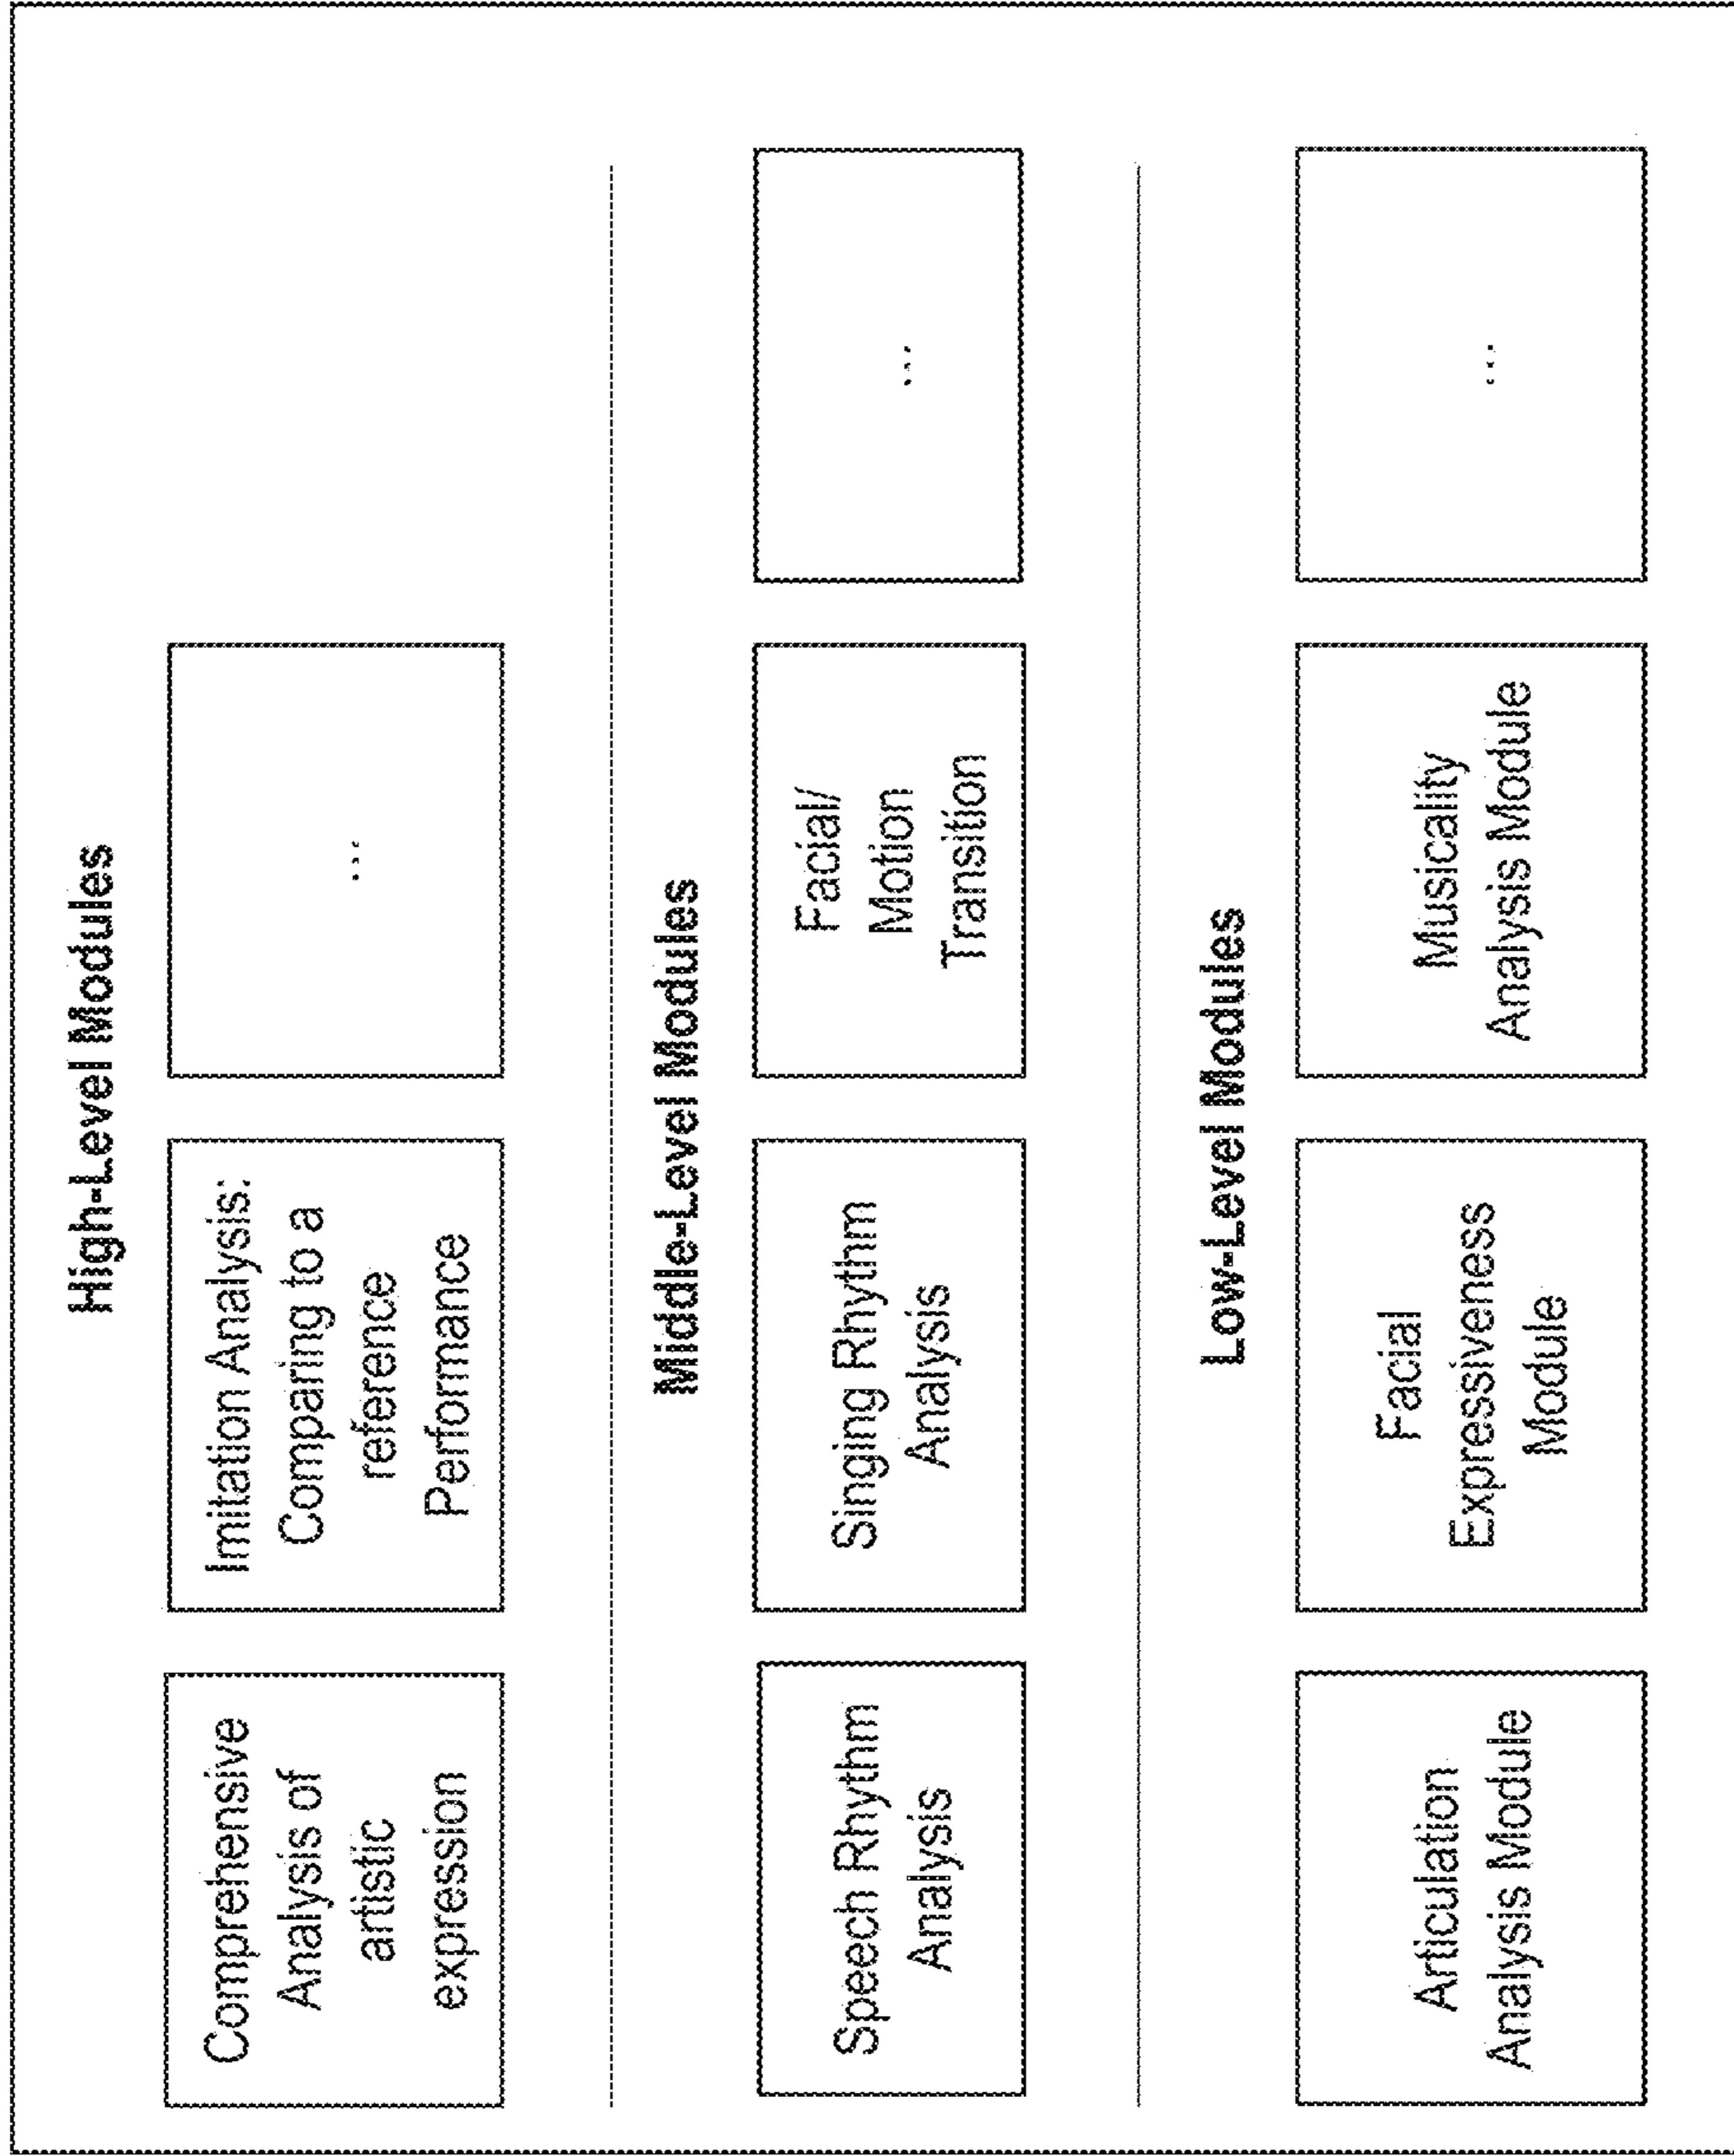 High-Level Modules
Comprehensive
Analysis of
artistic
expression
Imitation Analysis:
Comparing to a
reference
Performance
...
Middle-Level Modules
Speech Rhythm
Analysis
Singing Rhythm
Analysis
Facial/
Motion
Transition
...
Low-Level Modules
Articulation
Analysis Module
Facial
Expressiveness
Module
Musicality
Analysis Module
...